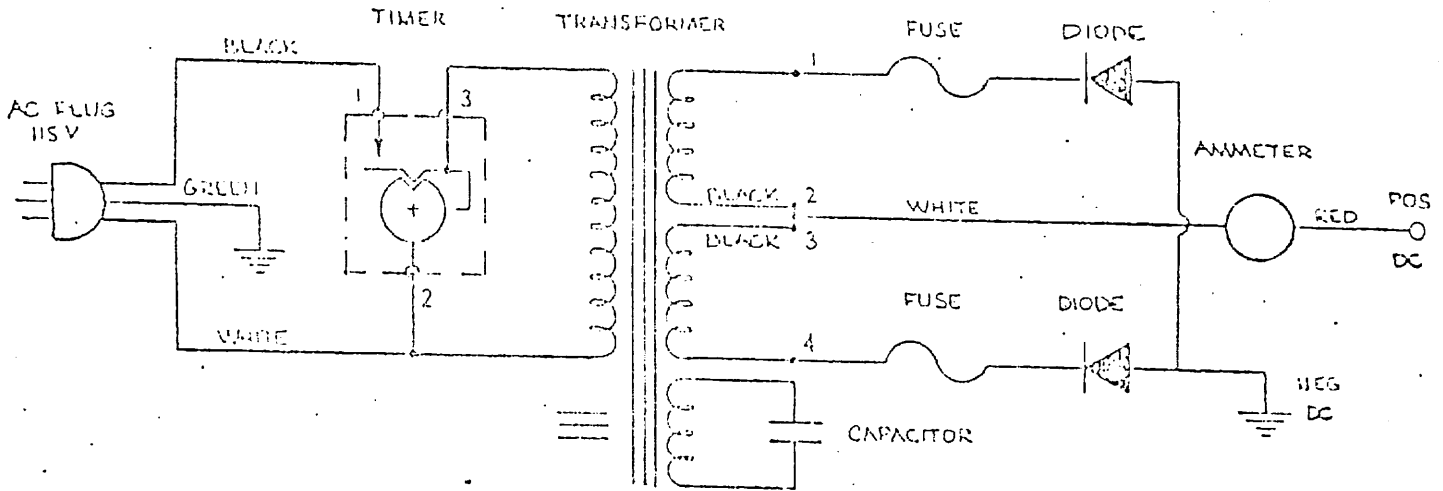 TIMER
TRANSFORMER
FUSE
DIODE
BLACK
1
3
1
AC PLUG
115 V
AMMETER
GREEN
BLACK 2
WHITE
RED
POS
DC
BLACK 3
2
FUSE
DIODE
WHITE
4
NEG
DC
CAPACITOR